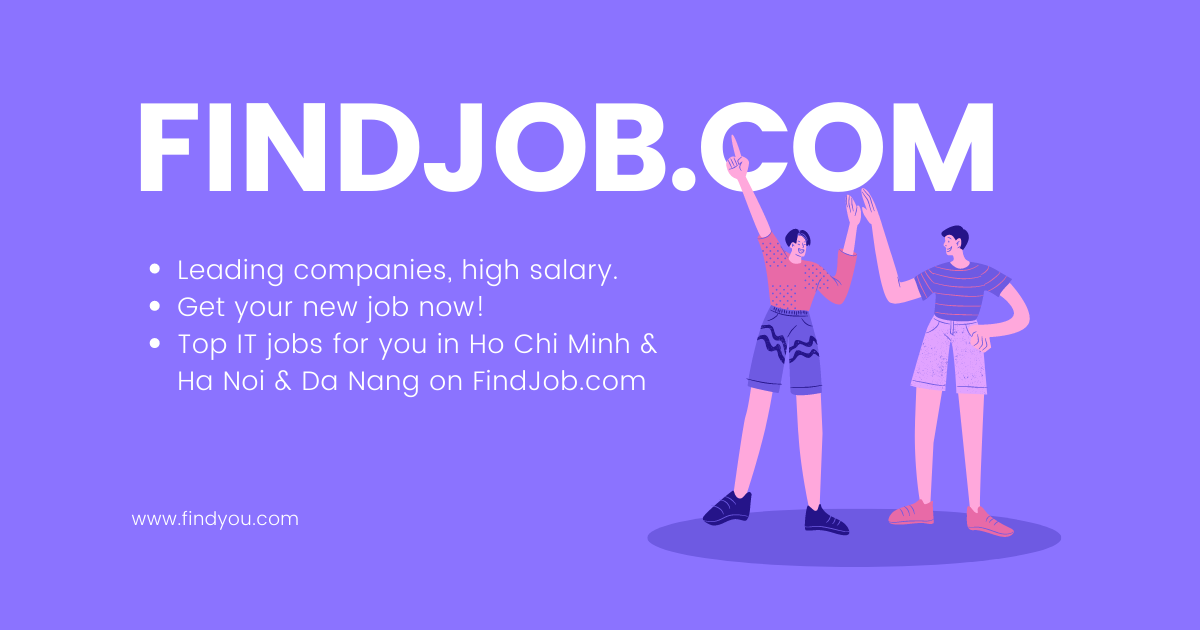 FINDJOB.COM
• Leading companies, high salary.
• Get your new job now!
• Top IT jobs for you in Ho Chi Minh &
Ha Noi & Da Nang on FindJob.com
www.findyou.com